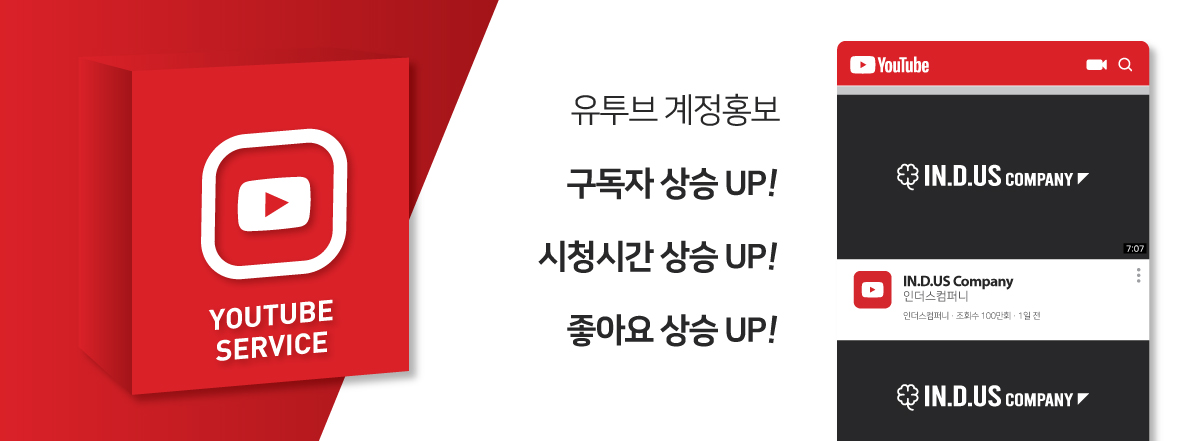 YOUTUBE
SERVICE
유투브 계정홍보
구독자 상승 UP!
시청시간 상승 UP!
좋아요 상승 UP!
YouTube
IN.D.US COMPANY
7:07
IN.D.US Company
인더스컴퍼니
인더스컴퍼니 · 조회수 100만회 · 1일 전
IN.D.US COMPANY